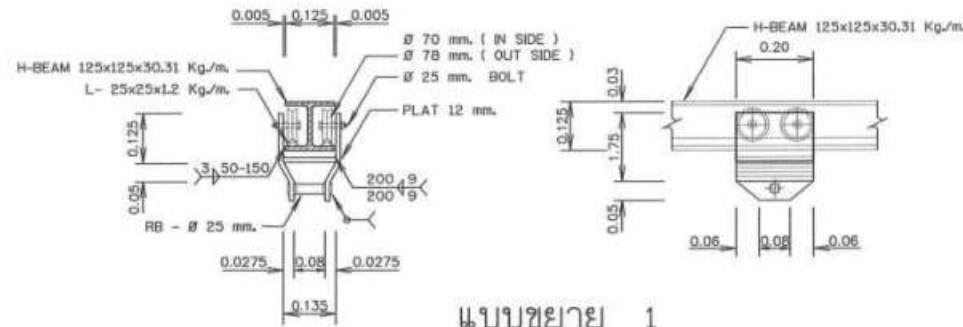 0.005 0.125 0.005
Ø 70 mm. ( IN SIDE )
Ø 78 mm. ( OUT SIDE )
Ø 25 mm. BOLT
PLAT 12 mm.
H-BEAM 125x125x30.31 Kg./m.
L- 25x25x1.2 Kg./m.
0.125
0.05
3 50-150
200 9
200 9
RB - Ø 25 mm.
0.0275 0.08 0.0275
0.135
H-BEAM 125x125x30.31 Kg./m.
0.20
0.03
0.125
1.75
0.05
0.06 0.08 0.06
แบบขยาย 1